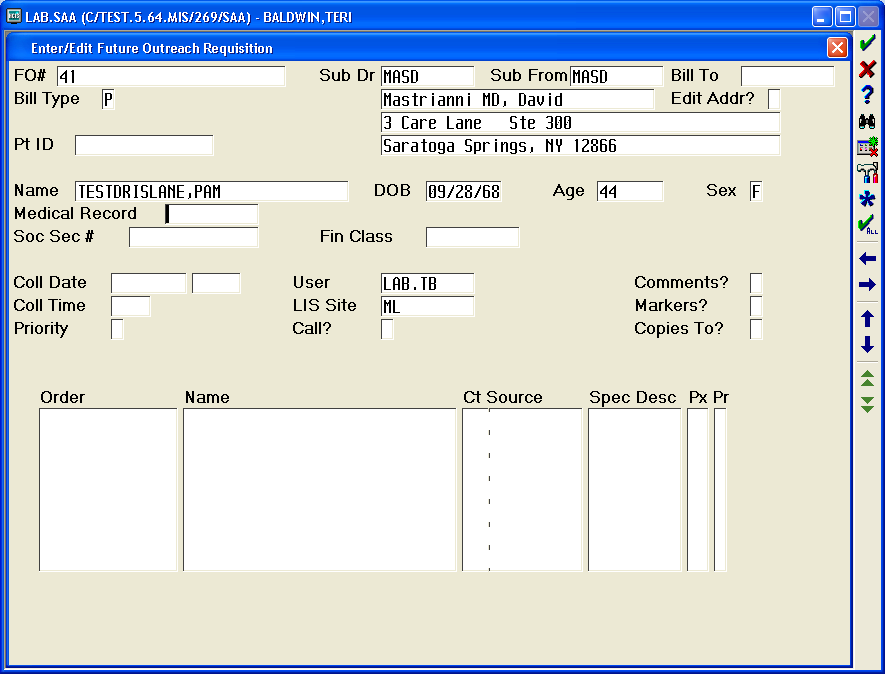 LAB.SAA (C/TEST.5.64.MIS/269/SAA) - BALDWIN,TERI
Enter/Edit Future Outreach Requisition
FO# 41 Sub Dr MASD Sub From MASD Bill To
Bill Type P Mastrianni MD, David Edit Addr?
3 Care Lane Ste 300
Pt ID Saratoga Springs, NY 12866
Name TESTDRISLANE,PAM DOB 09/28/68 Age 44 Sex F
Medical Record
Soc Sec # Fin Class
Coll Date User LAB.TB Comments?
Coll Time LIS Site ML Markers?
Priority Call? Copies To?
Order Name Ct Source Spec Desc Px Pr
ALL